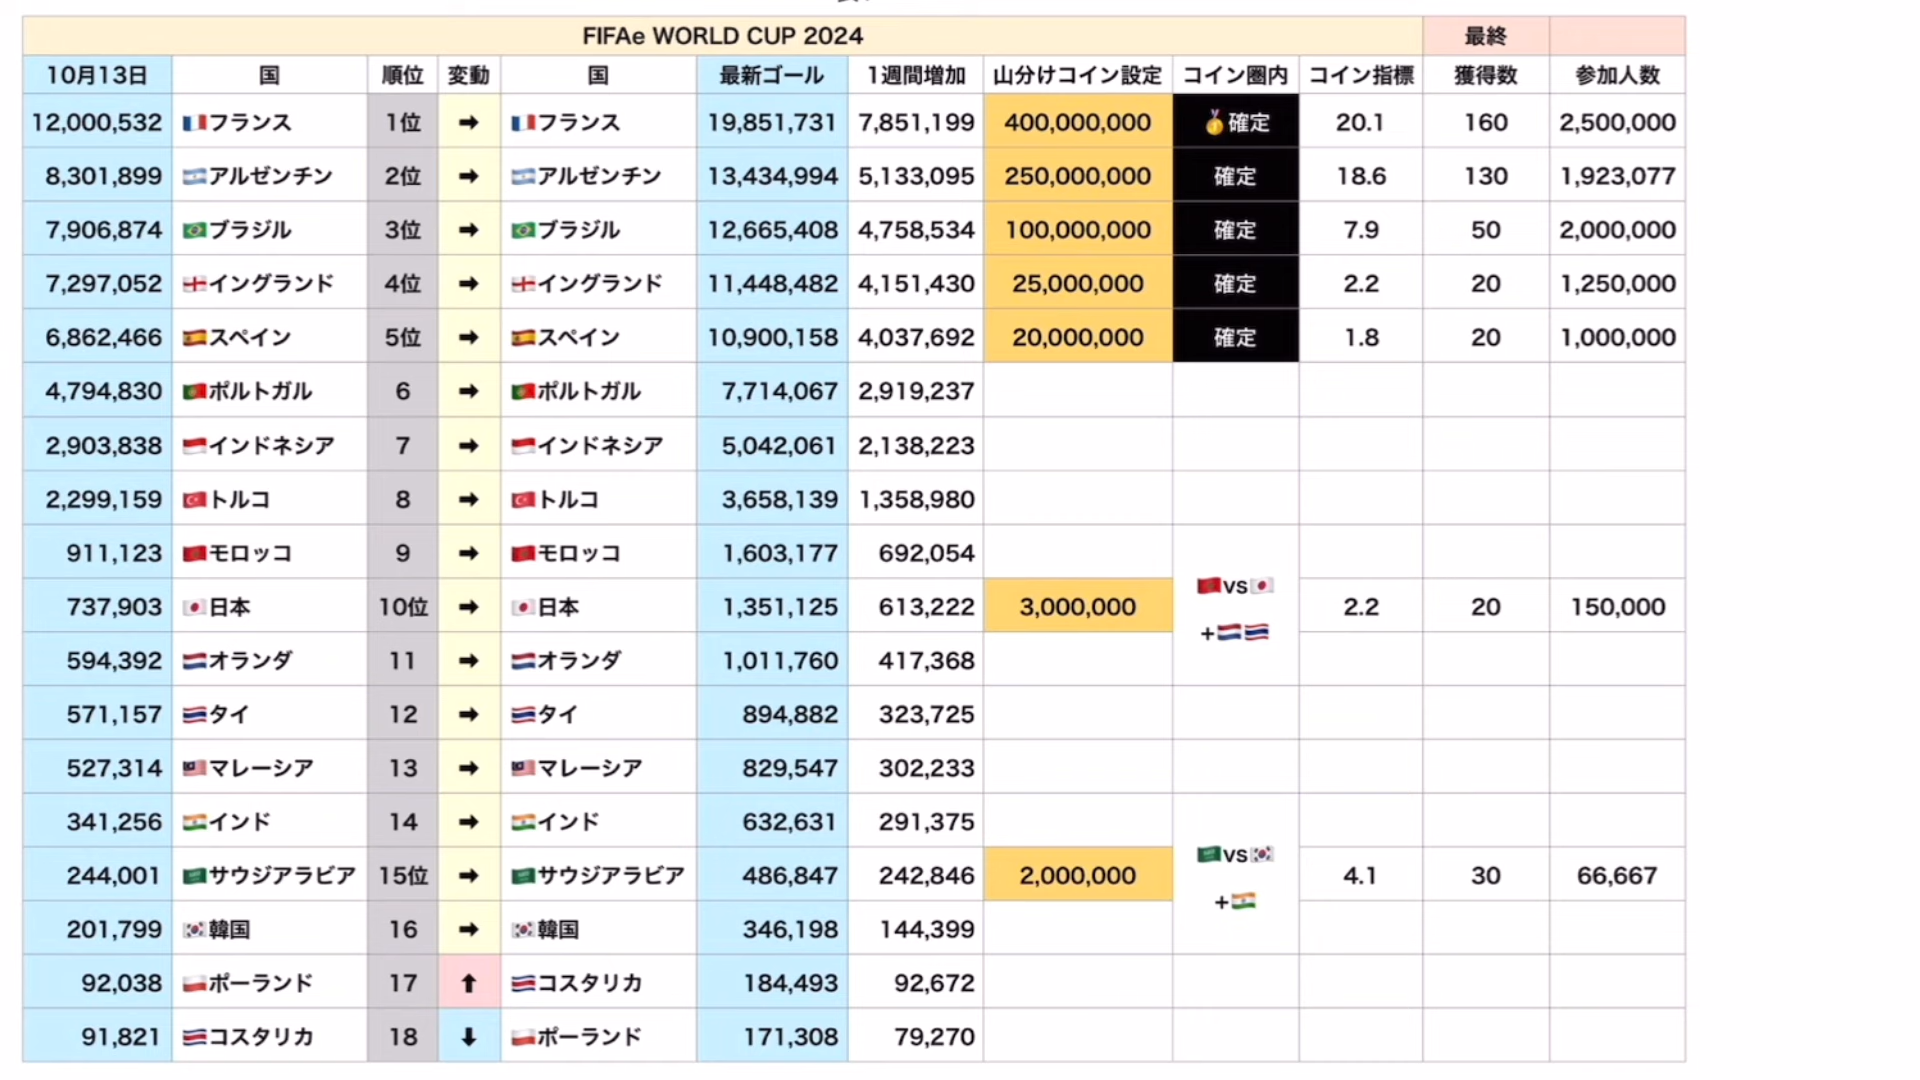 FIFAe WORLD CUP 2024 最終
10月13日 国 順位 変動 国 最新ゴール 1週間増加 山分けコイン設定 コイン圏内 コイン指標 獲得数 参加人数
12,000,532 🇫🇷フランス 1位 ➡ 🇫🇷フランス 19,851,731 7,851,199 400,000,000 🥇確定 20.1 160 2,500,000
8,301,899 🇦🇷アルゼンチン 2位 ➡ 🇦🇷アルゼンチン 13,434,994 5,133,095 250,000,000 確定 18.6 130 1,923,077
7,906,874 🇧🇷ブラジル 3位 ➡ 🇧🇷ブラジル 12,665,408 4,758,534 100,000,000 確定 7.9 50 2,000,000
7,297,052 🏴󠁧󠁢󠁥󠁮󠁧󠁿イングランド 4位 ➡ 🏴󠁧󠁢󠁥󠁮󠁧󠁿イングランド 11,448,482 4,151,430 25,000,000 確定 2.2 20 1,250,000
6,862,466 🇪🇸スペイン 5位 ➡ 🇪🇸スペイン 10,900,158 4,037,692 20,000,000 確定 1.8 20 1,000,000
4,794,830 🇵🇹ポルトガル 6 ➡ 🇵🇹ポルトガル 7,714,067 2,919,237
2,903,838 🇮🇩インドネシア 7 ➡ 🇮🇩インドネシア 5,042,061 2,138,223
2,299,159 🇹🇷トルコ 8 ➡ 🇹🇷トルコ 3,658,139 1,358,980
911,123 🇲🇦モロッコ 9 ➡ 🇲🇦モロッコ 1,603,177 692,054
🇲🇦vs🇯🇵
737,903 🇯🇵日本 10位 ➡ 🇯🇵日本 1,351,125 613,222 3,000,000 2.2 20 150,000
+🇳🇱🇹🇭
594,392 🇳🇱オランダ 11 ➡ 🇳🇱オランダ 1,011,760 417,368
571,157 🇹🇭タイ 12 ➡ 🇹🇭タイ 894,882 323,725
527,314 🇲🇾マレーシア 13 ➡ 🇲🇾マレーシア 829,547 302,233
341,256 🇮🇳インド 14 ➡ 🇮🇳インド 632,631 291,375
🇸🇦vs🇰🇷
244,001 🇸🇦サウジアラビア 15位 ➡ 🇸🇦サウジアラビア 486,847 242,846 2,000,000 4.1 30 66,667
+🇮🇳
201,799 🇰🇷韓国 16 ➡ 🇰🇷韓国 346,198 144,399
92,038 🇵🇱ポーランド 17 ⬆ 🇨🇷コスタリカ 184,493 92,672
91,821 🇨🇷コスタリカ 18 ⬇ 🇵🇱ポーランド 171,308 79,270